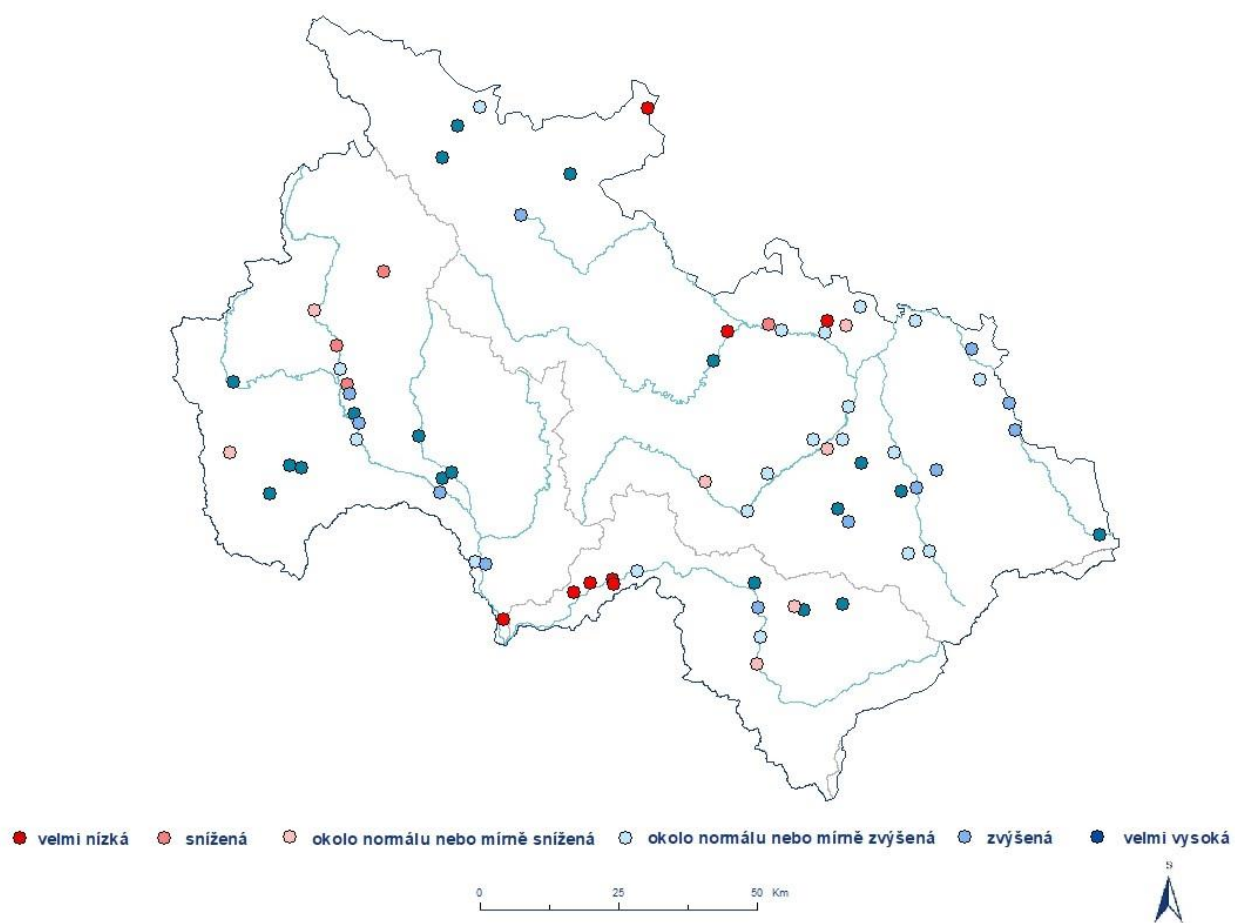 velmi nízká snížená okolo normálu nebo mírně snížená okolo normálu nebo mírně zvýšená zvýšená velmi vysoká
S
0 25 50 Km